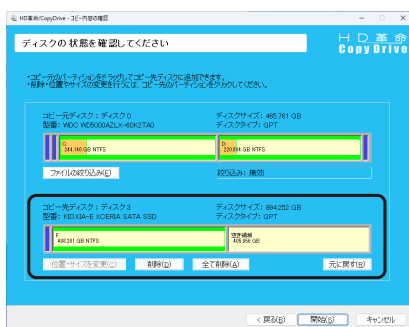 HD革命/CopyDrive - コピー内容の確認
ディスクの状態を確認してください
HD革命
CopyDrive
・コピー元のパーティションをドラッグしてコピー先ディスクに追加できます。
・削除・位置やサイズの変更を行うには、コピー先のパーティションをクリックしてください。
コピー元ディスク : ディスク0
ディスクサイズ : 465.761 GB
型番: WDC WD5000AZLX-60K2TA0
ディスクタイプ : GPT
C:
244.140 GB NTFS
D:
220.814 GB NTFS
ファイルの絞り込み(F)
絞り込み : 無効
コピー先ディスク : ディスク3
ディスクサイズ : 894.252 GB
型番: KIOXIA-E XCERIA SATA SSD
ディスクタイプ : GPT
F:
488.281 GB NTFS
空き領域
405.956 GB
位置・サイズを変更(C)
削除(D)
全て削除(A)
元に戻す(R)
< 戻る(B)
開始(S)
キャンセル